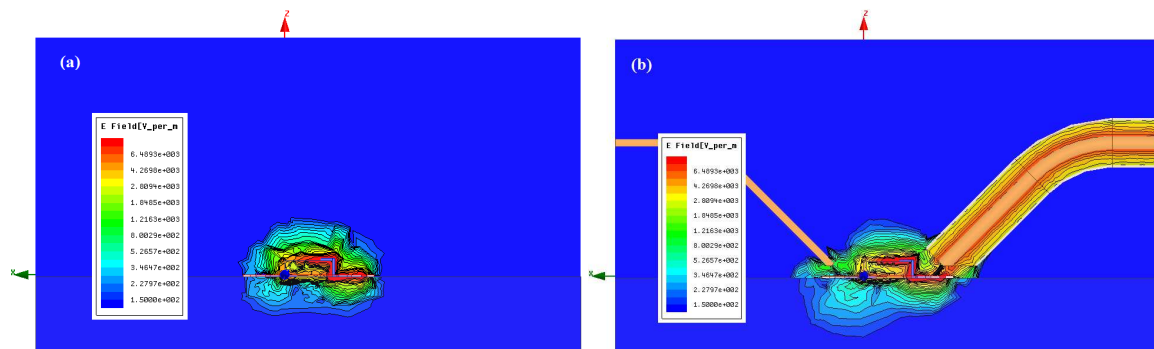 Z
(a)
E Field[V_per_m
6.4893e+003
4.2698e+003
2.8094e+003
1.8485e+003
1.2163e+003
8.0029e+002
5.2657e+002
3.4647e+002
2.2797e+002
1.5000e+002
X
Z
(b)
E Field[V_per_m
6.4893e+003
4.2698e+003
2.8094e+003
1.8485e+003
1.2163e+003
8.0029e+002
5.2657e+002
3.4647e+002
2.2797e+002
1.5000e+002
X